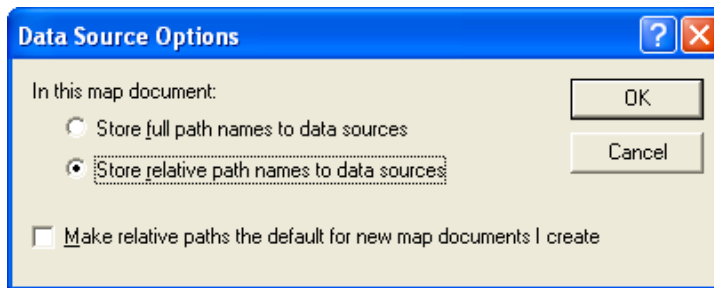 Data Source Options
In this map document:
Store full path names to data sources
Store relative path names to data sources
Make relative paths the default for new map documents I create
OK
Cancel